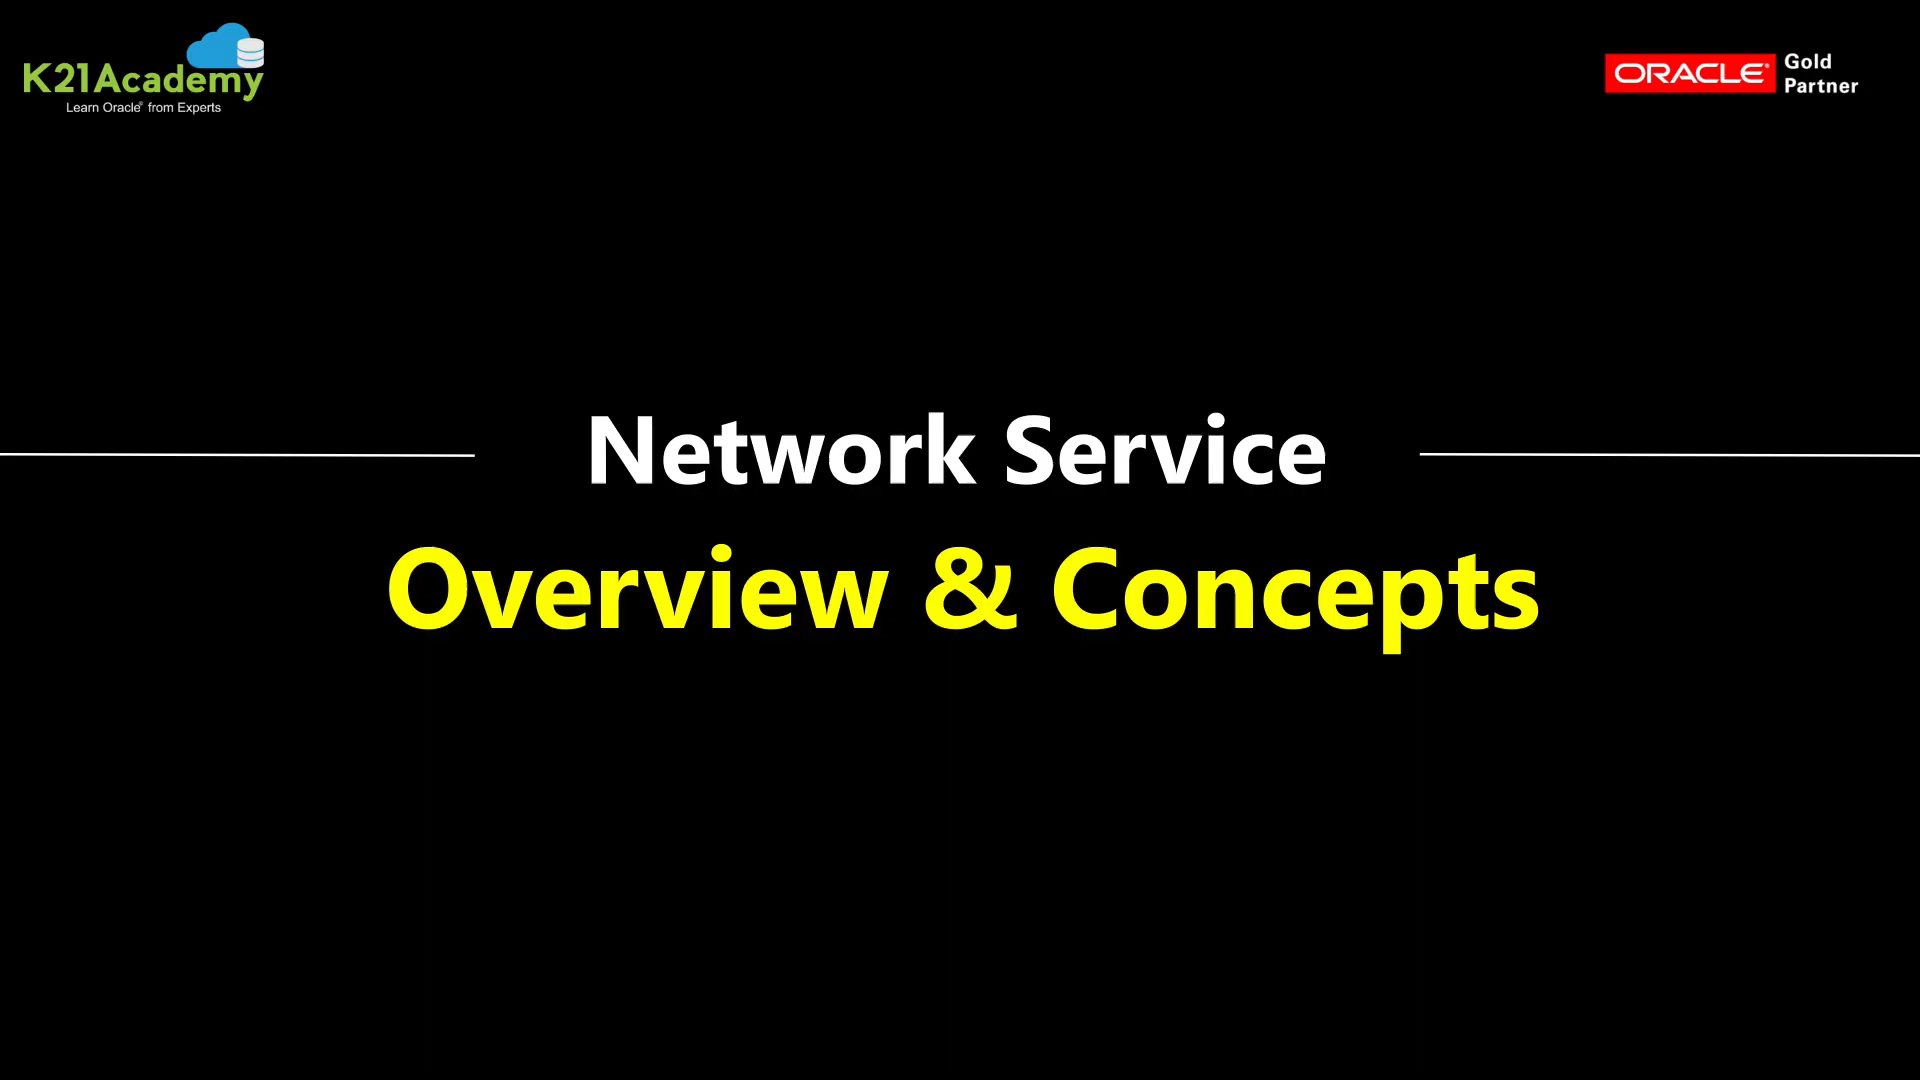 K21Academy
Learn Oracle® from Experts
ORACLE® Gold
Partner
Network Service
Overview & Concepts